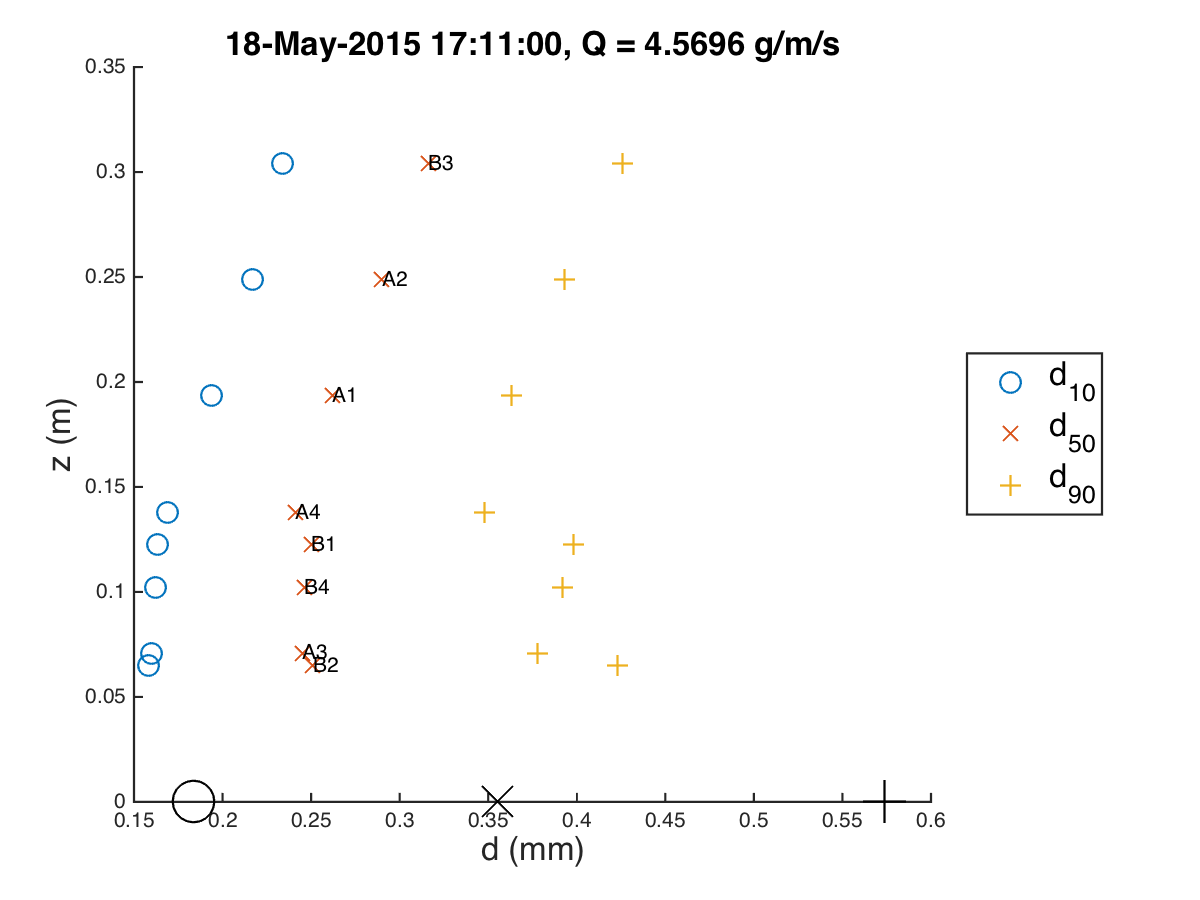 18-May-2015 17:11:00, Q = 4.5696 g/m/s
0.35
0.3
0.25
0.2
0.15
0.1
0.05
0
z (m)
B3
A2
A1
A4
B1
B4
A3
B2
0.15 0.2 0.25 0.3 0.35 0.4 0.45 0.5 0.55 0.6
d (mm)
d10
d50
d90